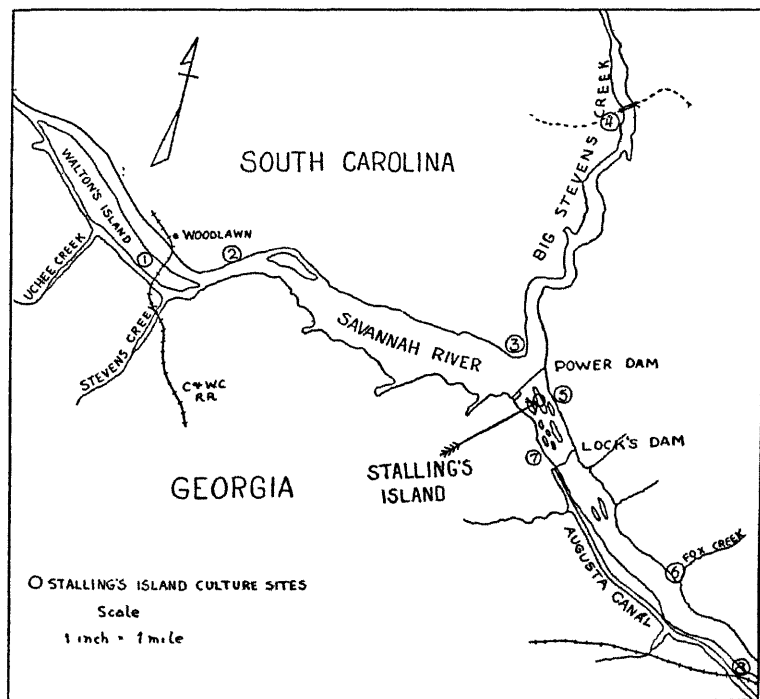 SOUTH CAROLINA
BIG STEVENS CREEK
4
WALTON'S ISLAND
WOODLAWN
2
1
UCHEE CREEK
STEVENS CREEK
SAVANNAH RIVER
3
POWER DAM
C & W.C
RR
5
LOCK'S DAM
7
STALLING'S
ISLAND
GEORGIA
AUGUSTA CANAL
FOX CREEK
6
O STALLING'S ISLAND CULTURE SITES
Scale
1 inch = 1 mile
8